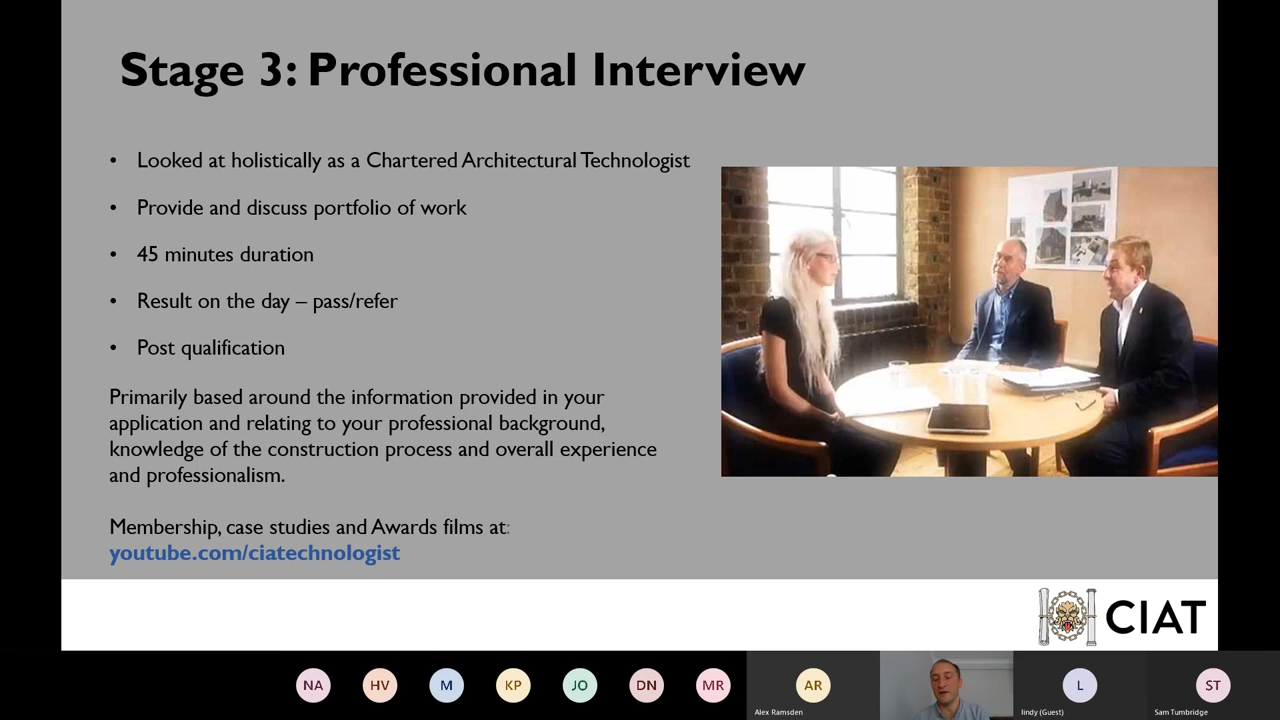 Stage 3: Professional Interview
• Looked at holistically as a Chartered Architectural Technologist
• Provide and discuss portfolio of work
• 45 minutes duration
• Result on the day – pass/refer
• Post qualification
Primarily based around the information provided in your
application and relating to your professional background,
knowledge of the construction process and overall experience
and professionalism.
Membership, case studies and Awards films at:
youtube.com/ciatechnologist
CIAT
NA
HV
M
KP
JO
DN
MR
AR
L
ST
Alex Ramsden
lindy (Guest)
Sam Tumbridge